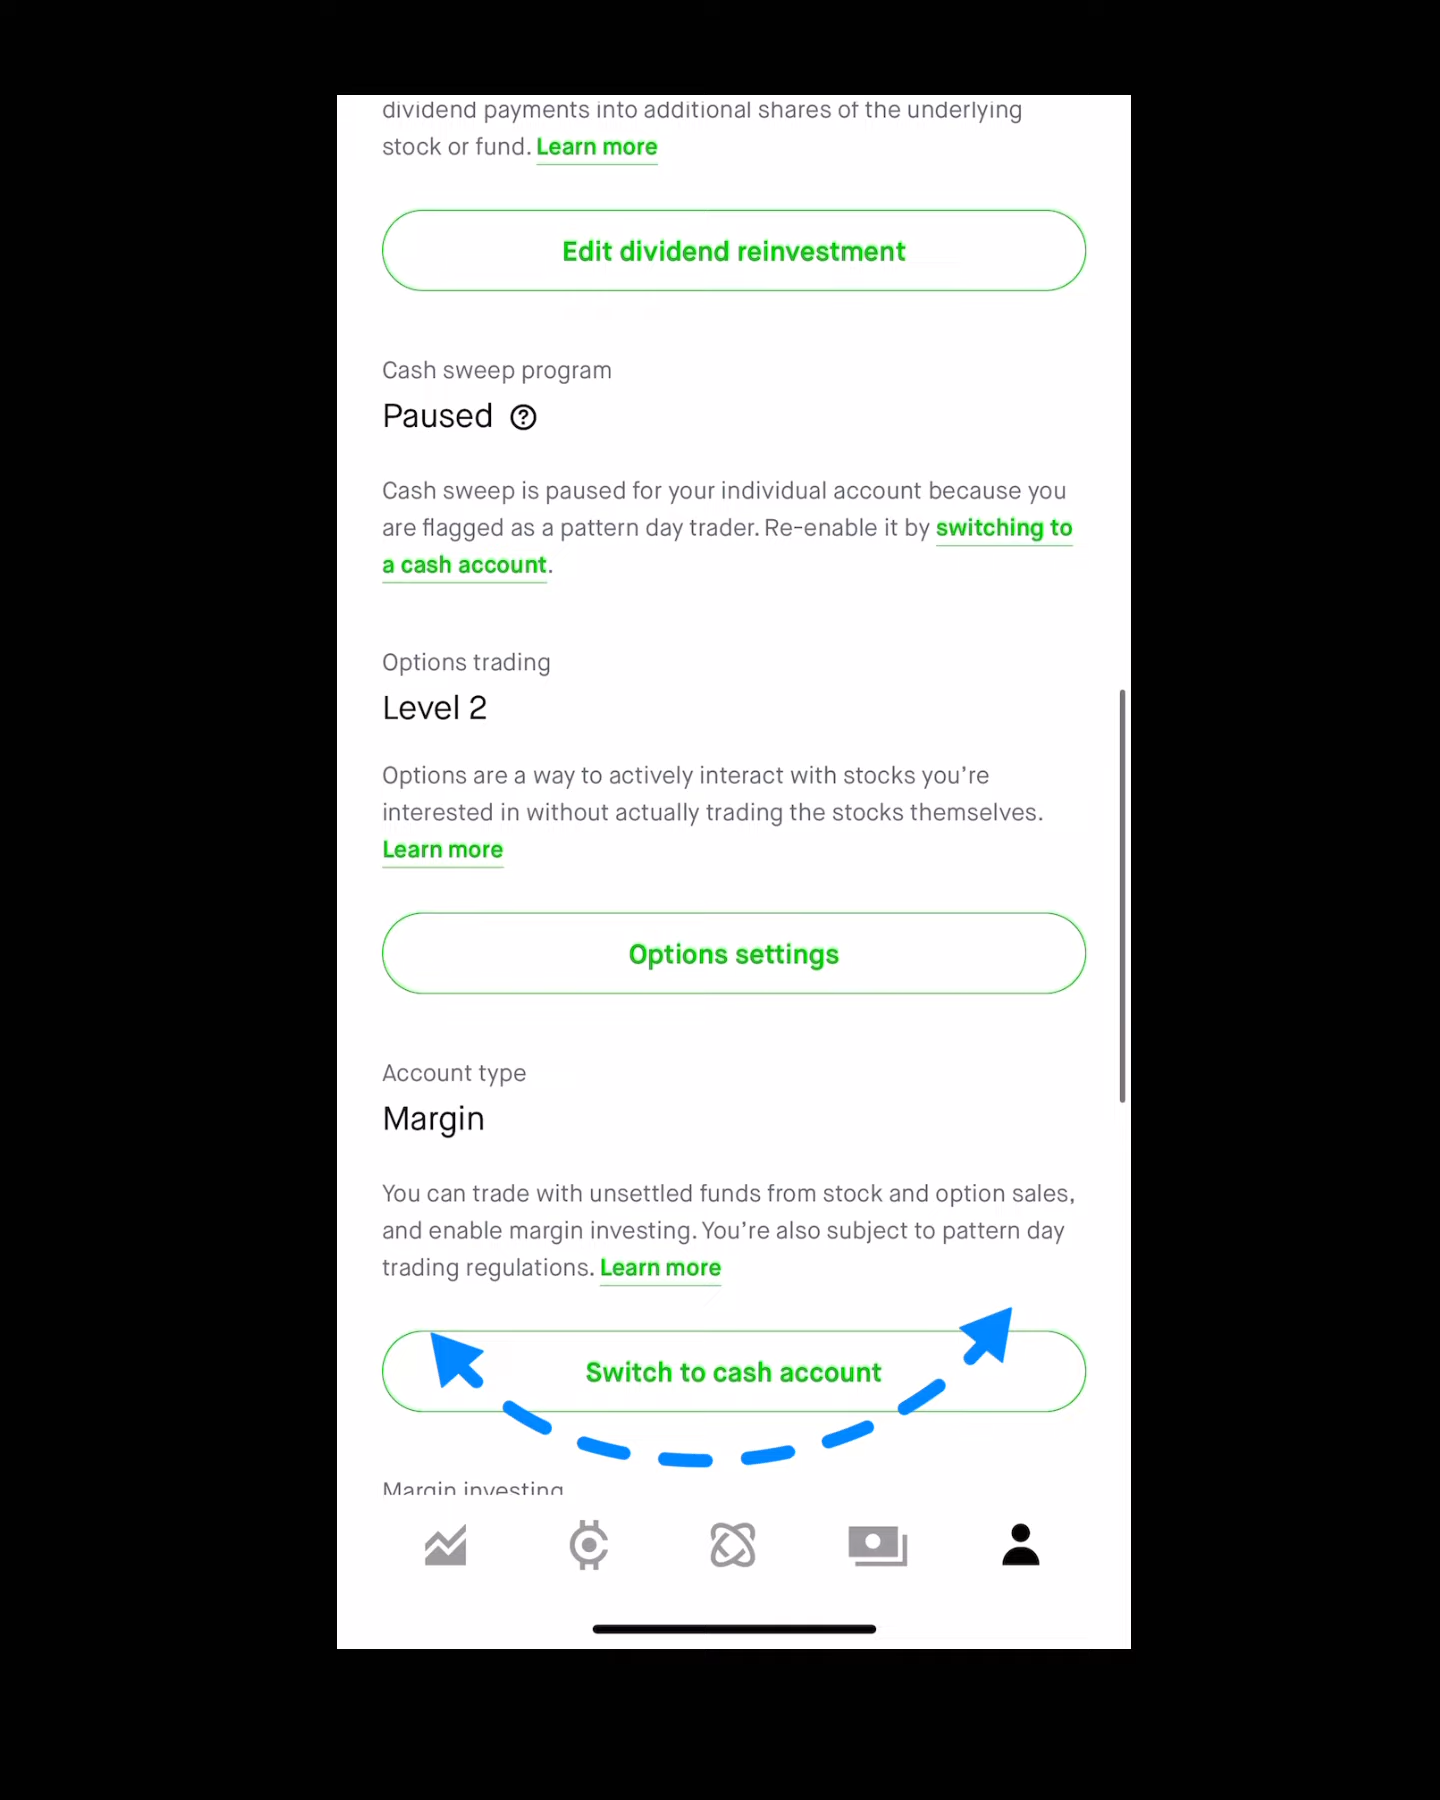 dividend payments into additional shares of the underlying
stock or fund. Learn more
Edit dividend reinvestment
Cash sweep program
Paused
Cash sweep is paused for your individual account because you
are flagged as a pattern day trader. Re-enable it by switching to
a cash account.
Options trading
Level 2
Options are a way to actively interact with stocks you’re
interested in without actually trading the stocks themselves.
Learn more
Options settings
Account type
Margin
You can trade with unsettled funds from stock and option sales,
and enable margin investing. You’re also subject to pattern day
trading regulations. Learn more
Switch to cash account
Margin investing